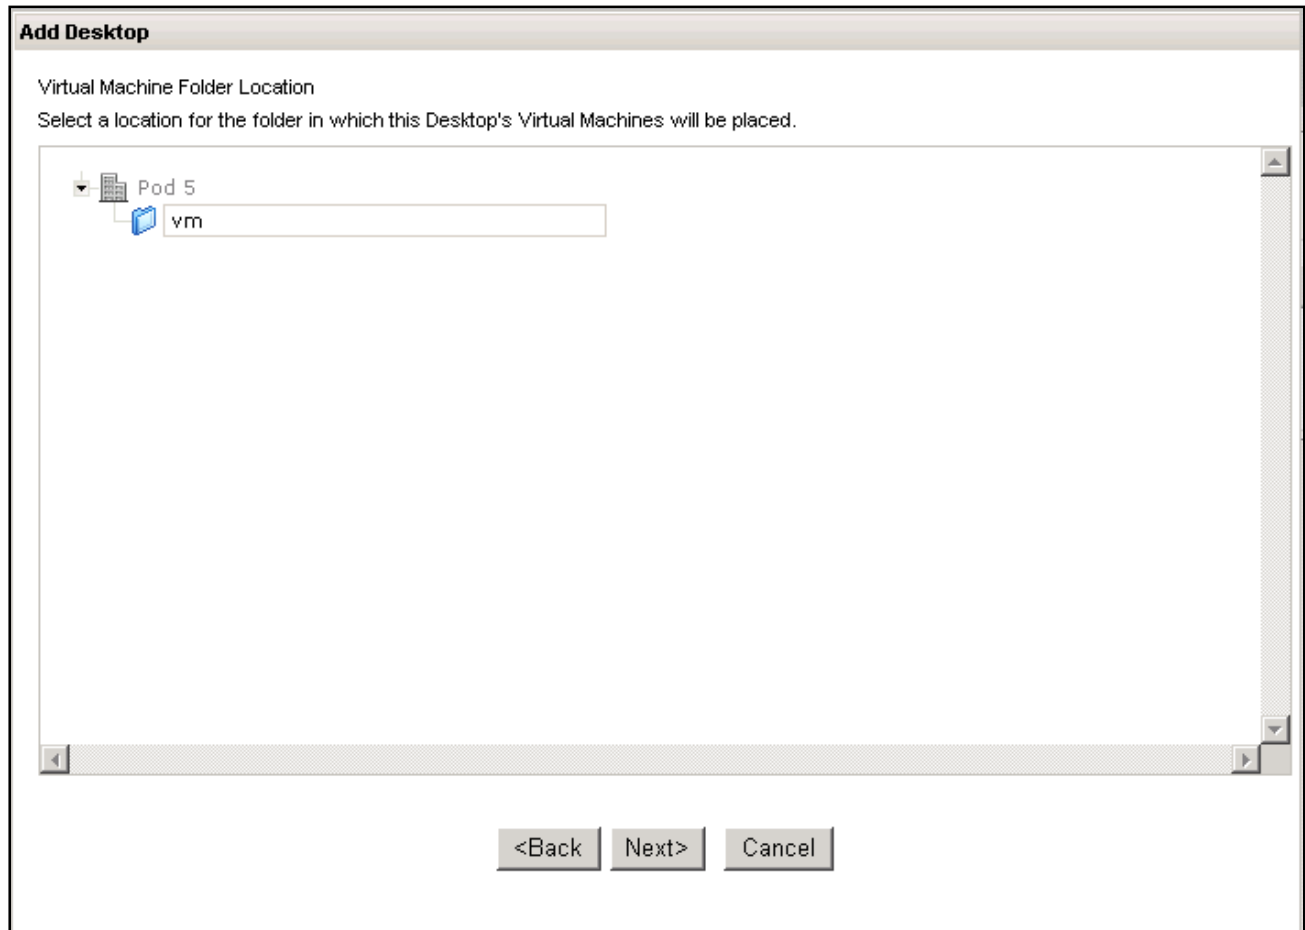 Add Desktop
Virtual Machine Folder Location
Select a location for the folder in which this Desktop's Virtual Machines will be placed.
Pod 5
vm
<Back Next> Cancel